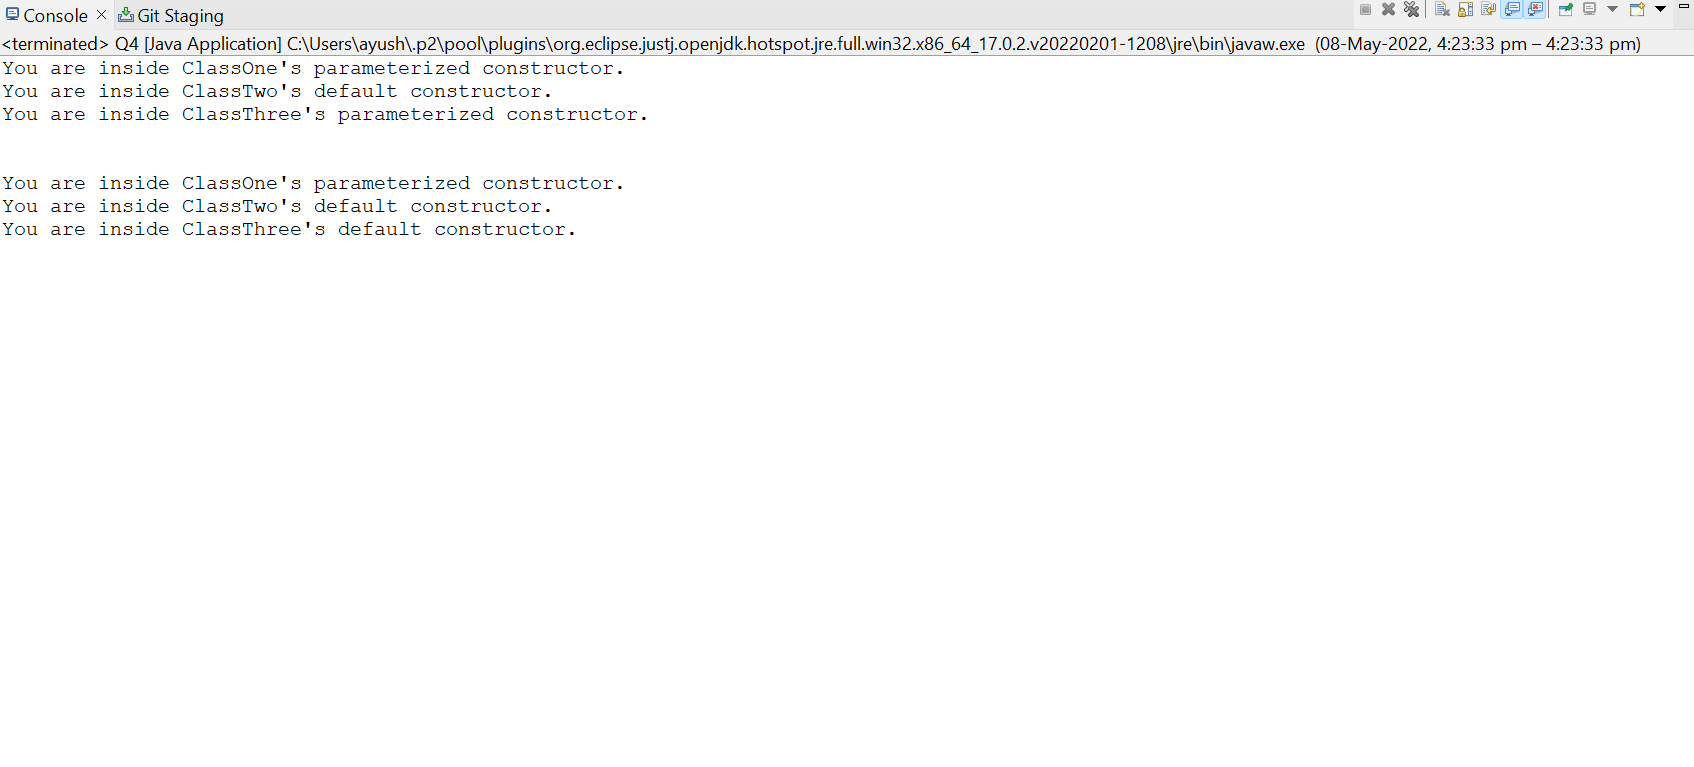 Console Git Staging
<terminated> Q4 [Java Application] C:\Users\ayush\.p2\pool\plugins\org.eclipse.justj.openjdk.hotspot.jre.full.win32.x86_64_17.0.2.v20220201-1208\jre\bin\javaw.exe (08-May-2022, 4:23:33 pm – 4:23:33 pm)
You are inside ClassOne's parameterized constructor.
You are inside ClassTwo's default constructor.
You are inside ClassThree's parameterized constructor.
You are inside ClassOne's parameterized constructor.
You are inside ClassTwo's default constructor.
You are inside ClassThree's default constructor.